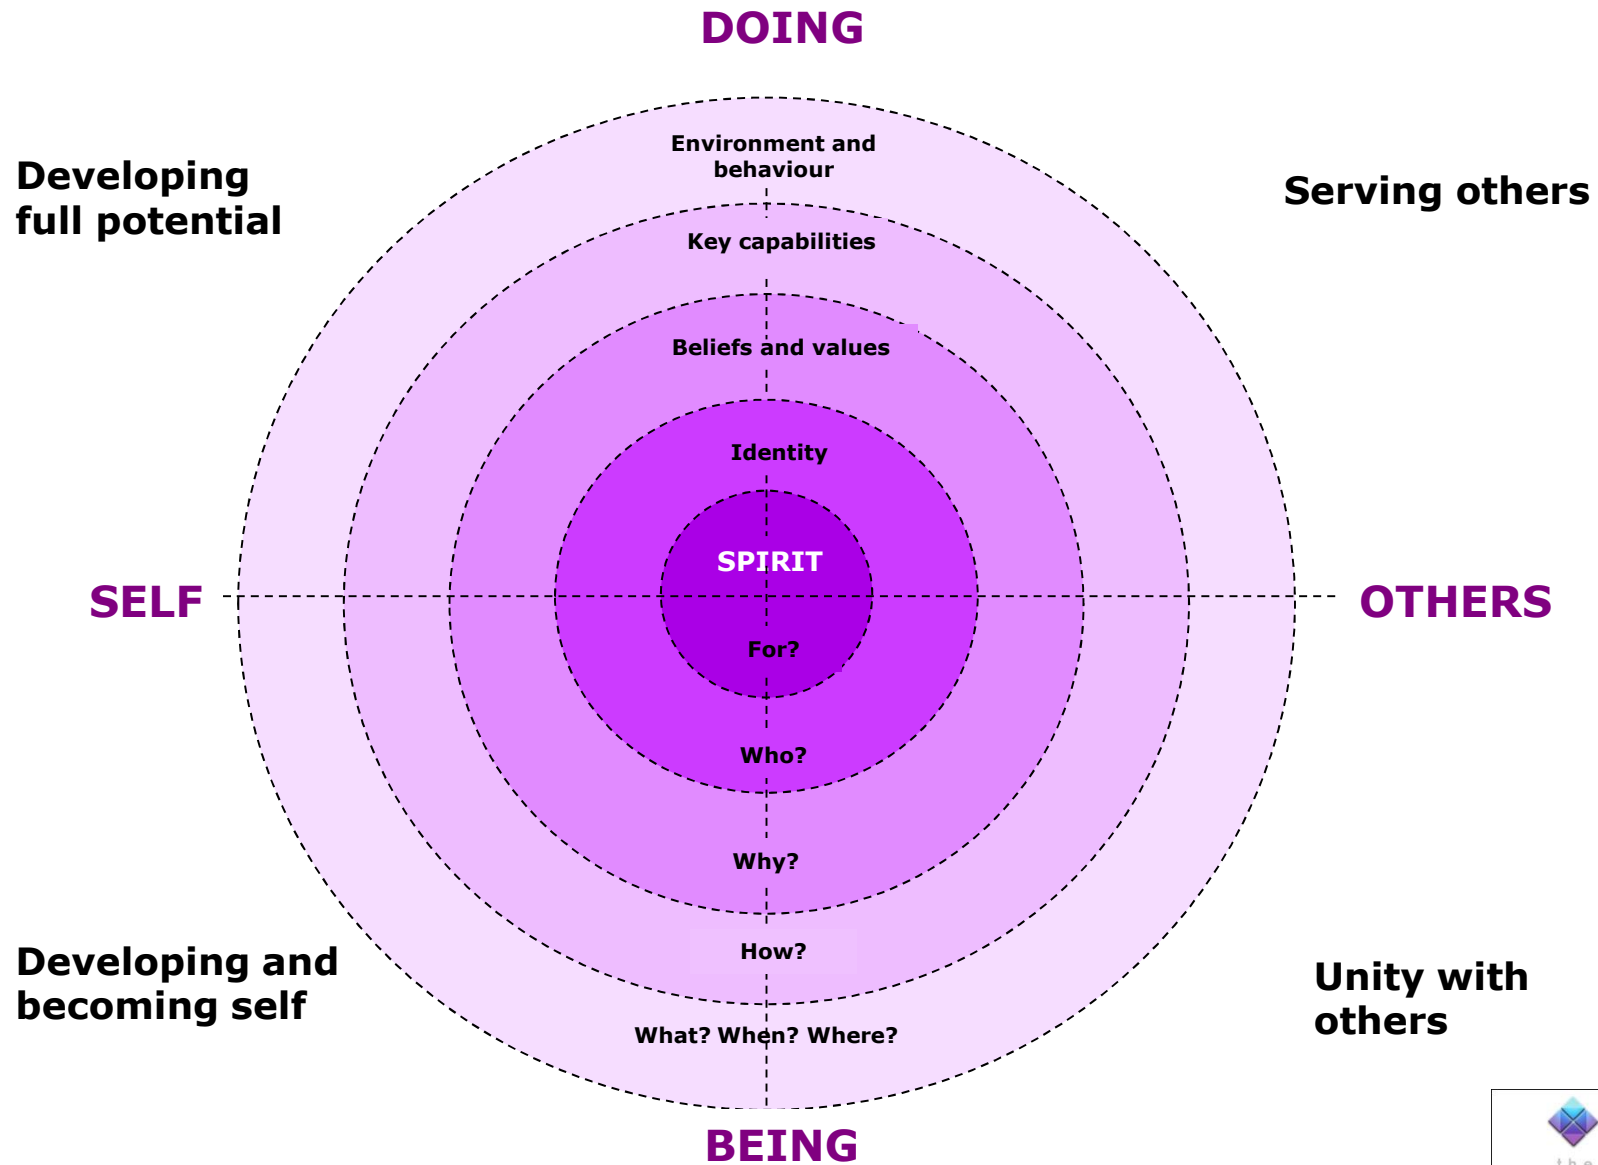 DOING
Environment and
behaviour
Developing
full potential
Serving others
Key capabilities
Beliefs and values
Identity
SPIRIT
SELF
OTHERS
For?
Who?
Why?
How?
Developing and
becoming self
Unity with
others
What? When? Where?
BEING
the